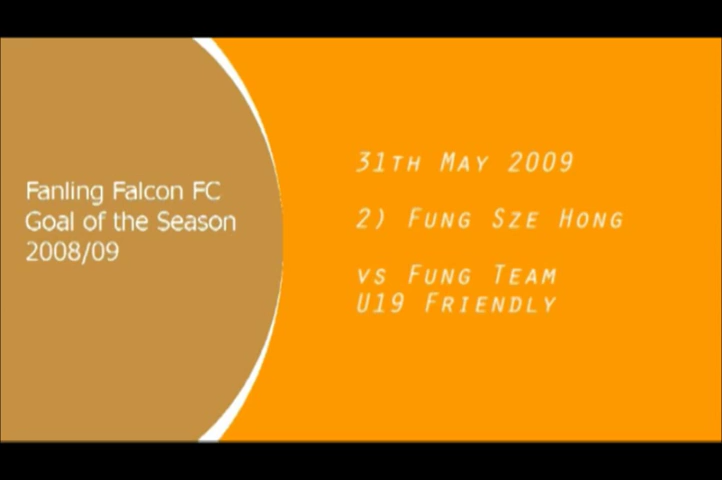 Fanling Falcon FC
Goal of the Season
2008/09
31th May 2009
2) Fung Sze Hong
vs Fung Team
U19 Friendly